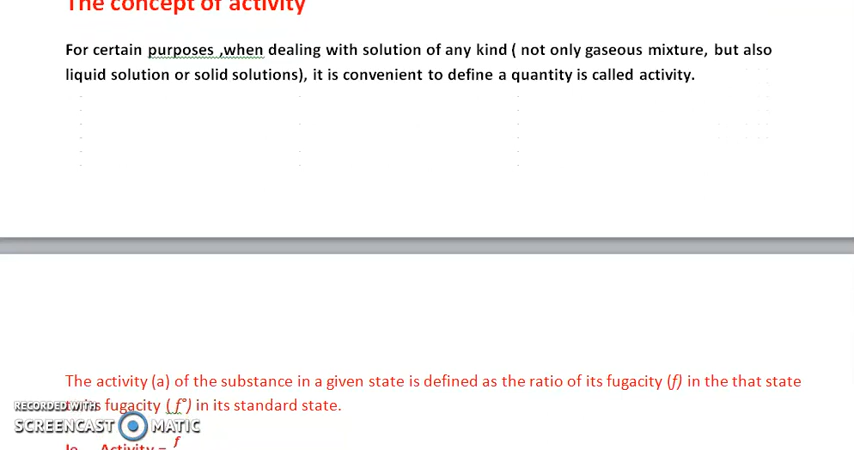 The concept of activity
For certain purposes ,when dealing with solution of any kind ( not only gaseous mixture, but also
liquid solution or solid solutions), it is convenient to define a quantity is called activity.
The activity (a) of the substance in a given state is defined as the ratio of its fugacity (f) in the that state
fugacity ( f°) in its standard state.
RECORDED WITH
SCREENCAST MATIC
Ie Activity = f